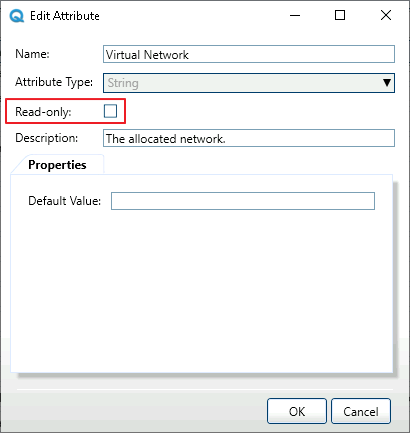 Edit Attribute
Name: Virtual Network
Attribute Type: String
Read-only:
Description: The allocated network.
Properties
Default Value:
OK Cancel